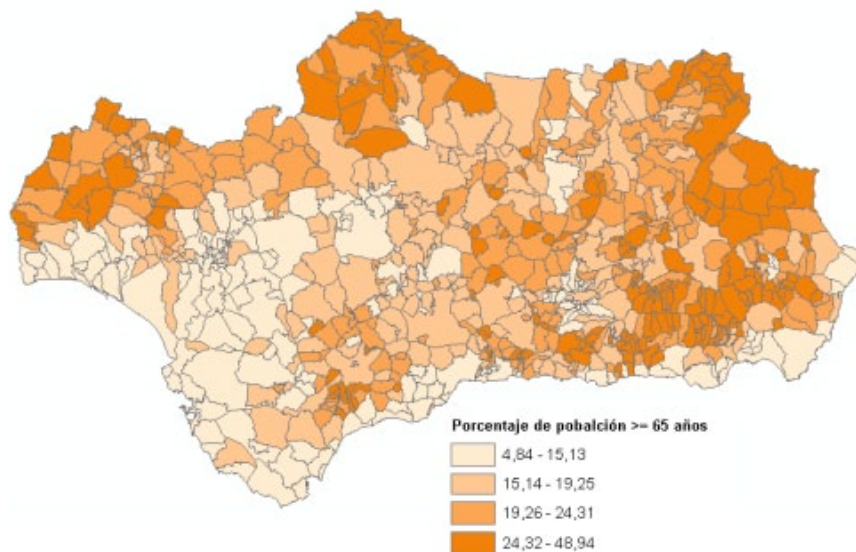 Porcentaje de pobalción >= 65 años
4,84 - 15,13
15,14 - 19,25
19,26 - 24,31
24,32 - 48,94